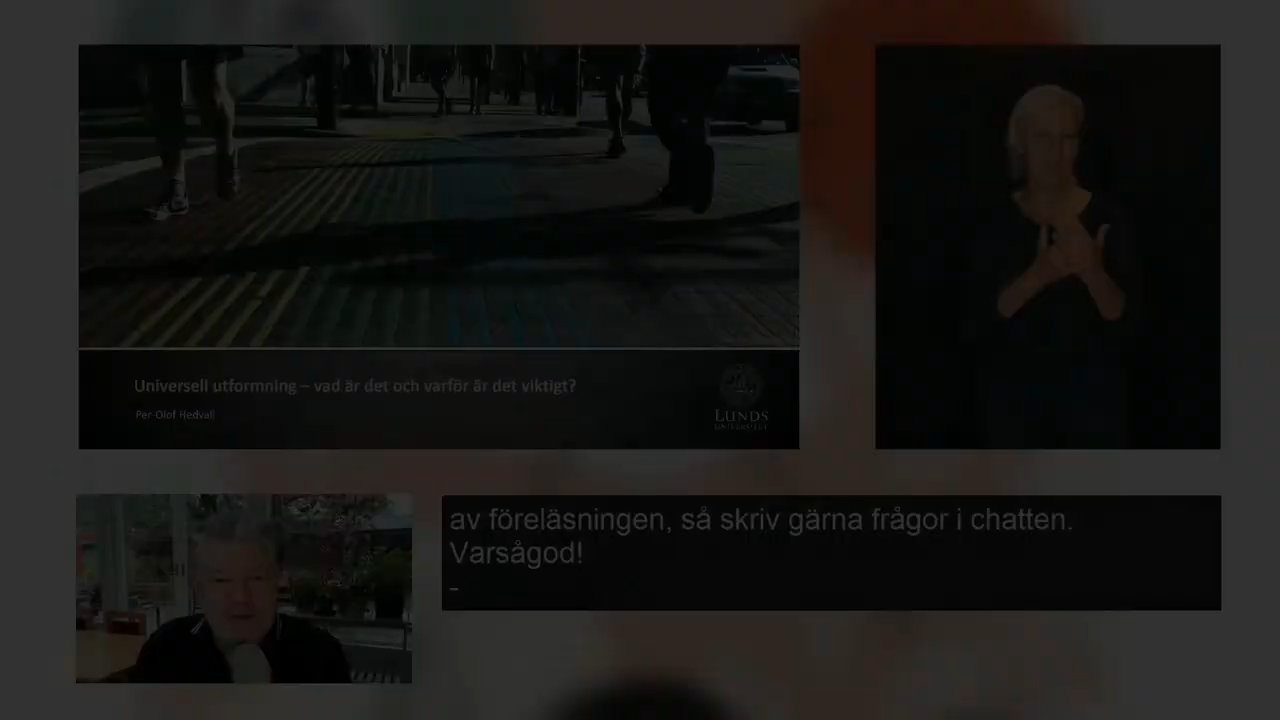 Universell utformning – vad är det och varför är det viktigt?
Per-Olof Hedvall
LUNDS
UNIVERSITET
av föreläsningen, så skriv gärna frågor i chatten.
Varsågod!
-